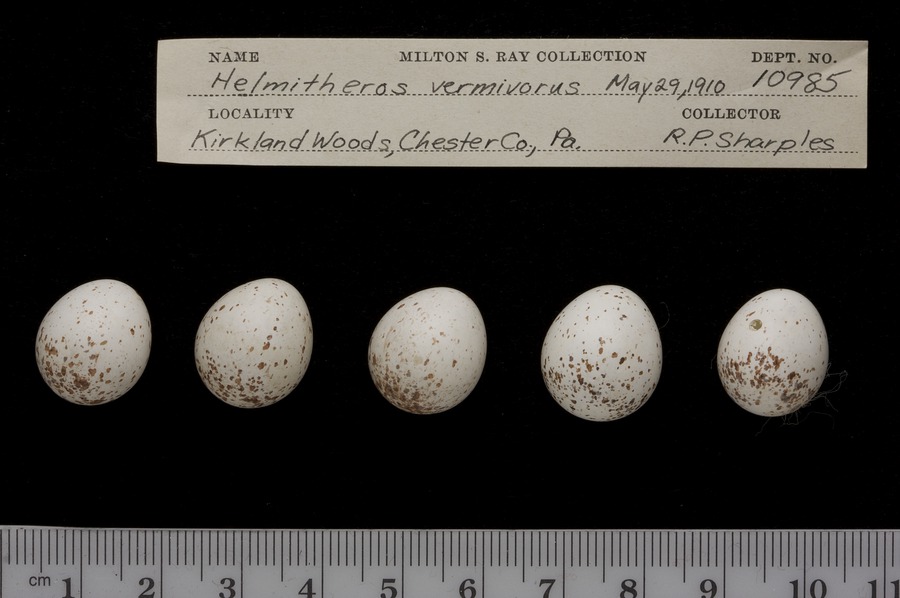 NAME MILTON S. RAY COLLECTION DEPT. NO.
Helmitheros vermivorus May 29, 1910 10985
LOCALITY COLLECTOR
Kirkland Woods, Chester Co., Pa. R.P. Sharples
cm 1 2 3 4 5 6 7 8 9 10 11